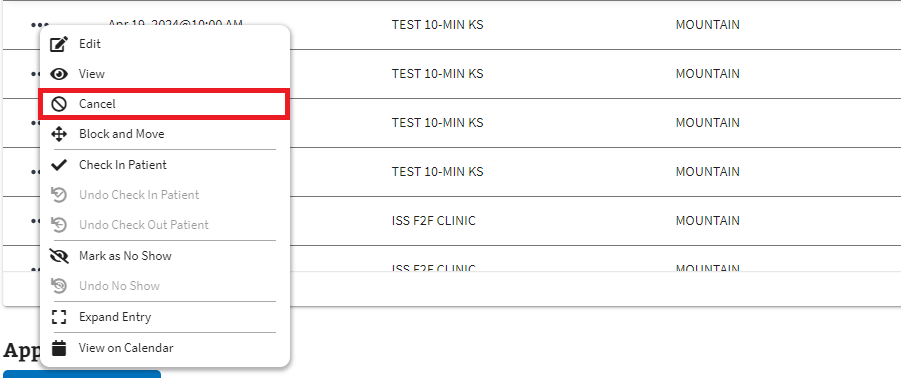 Apr 19, 2024@10:00 AM TEST 10-MIN KS MOUNTAIN
Edit
View
TEST 10-MIN KS MOUNTAIN
Cancel
TEST 10-MIN KS MOUNTAIN
Block and Move
Check In Patient
TEST 10-MIN KS MOUNTAIN
Undo Check In Patient
Undo Check Out Patient
ISS F2F CLINIC MOUNTAIN
Mark as No Show
ISS F2F CLINIC MOUNTAIN
Undo No Show
Expand Entry
View on Calendar
App